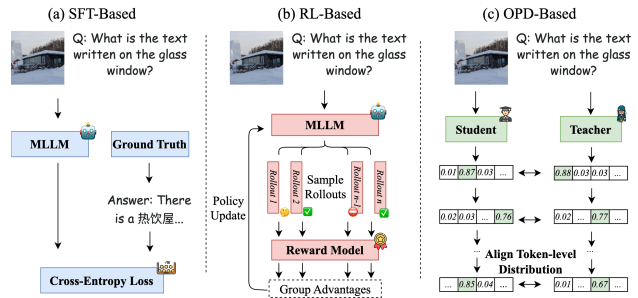 (a) SFT-Based
Q: What is the text
written on the glass
window?
MLLM
Ground Truth
Answer: There
is a 热饮屋...
Cross-Entropy Loss
(b) RL-Based
Q: What is the text
written on the glass
window?
MLLM
Rollout 1
Rollout 2
Sample
Rollouts
Rollout n-1
Rollout n
Policy
Update
Reward Model
Group Advantages
(c) OPD-Based
Q: What is the text
written on the glass
window?
Student
Teacher
0.01 0.87 0.03 ...
0.88 0.03 0.03 ...
0.02 0.03 ... 0.76
0.02 ... 0.77 ...
... Align Token-level ...
Distribution
... 0.85 0.04 ...
0.01 ... 0.67 ...